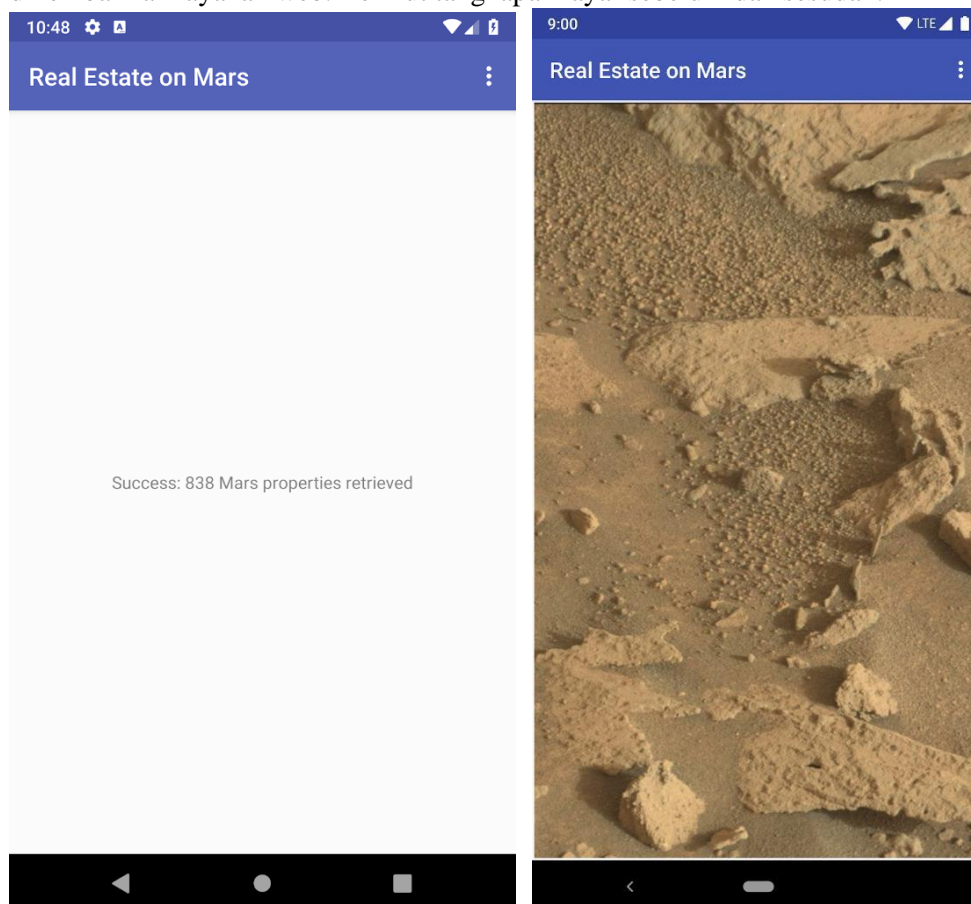 10:48
Real Estate on Mars
Success: 838 Mars properties retrieved
9:00
LTE
Real Estate on Mars